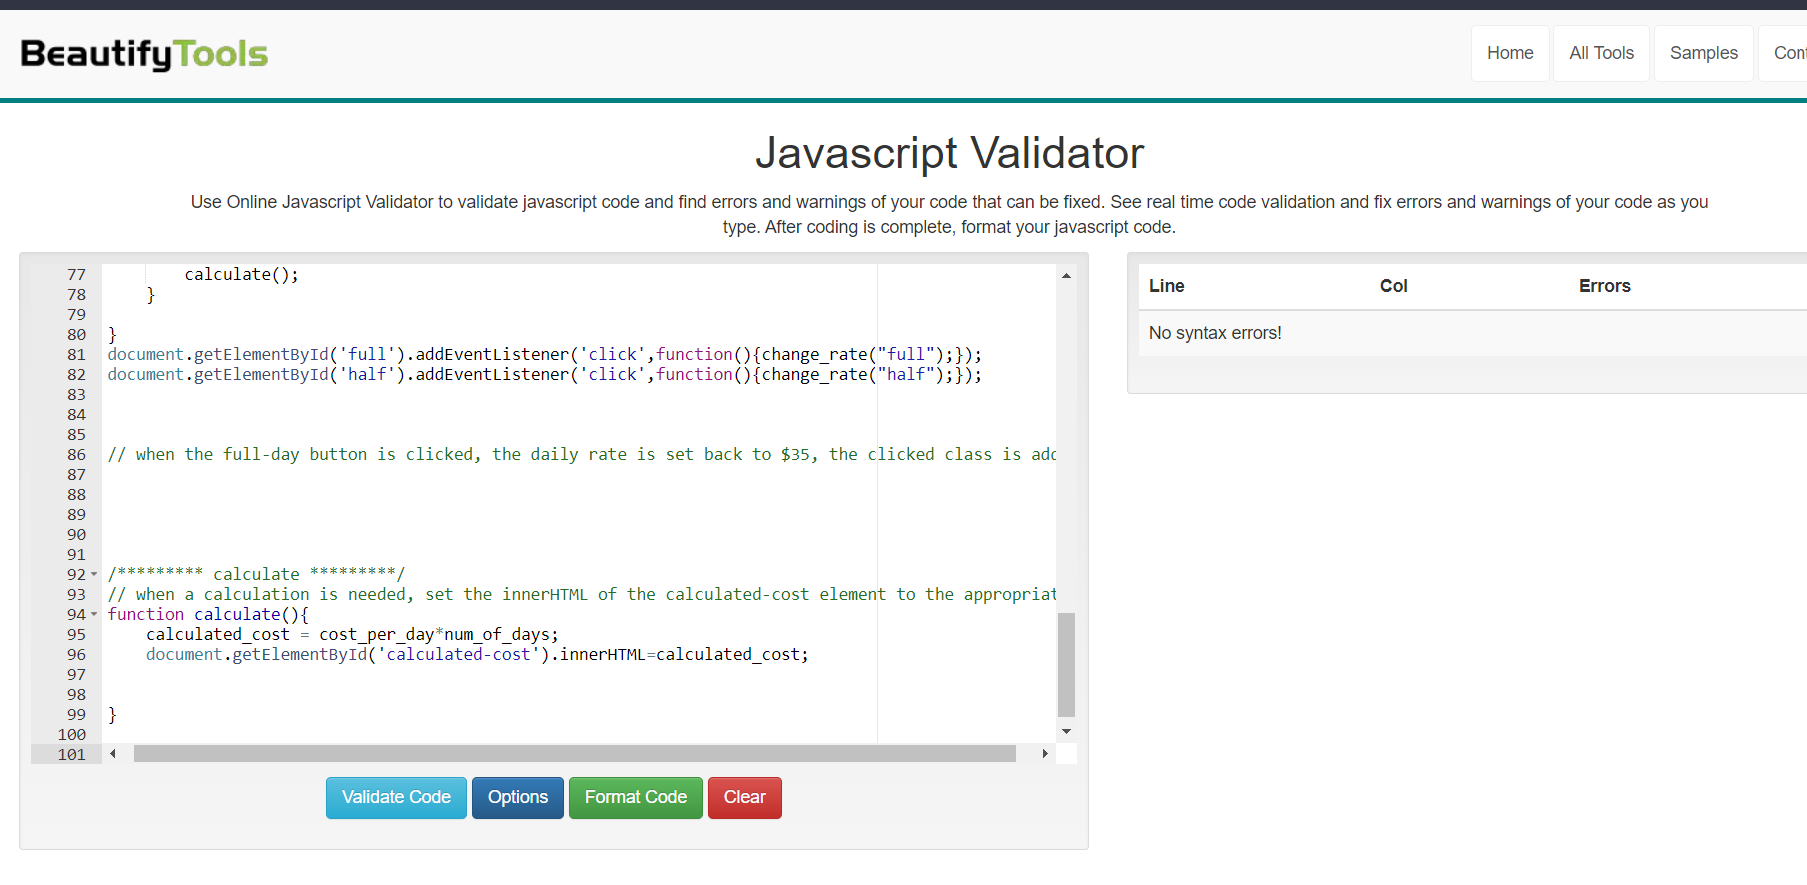 BeautifyTools
Home
All Tools
Samples
Javascript Validator
Use Online Javascript Validator to validate javascript code and find errors and warnings of your code that can be fixed. See real time code validation and fix errors and warnings of your code as you
type. After coding is complete, format your javascript code.
77 calculate();
78 }
79
80 }
81 document.getElementById('full').addEventListener('click',function(){change_rate("full");});
82 document.getElementById('half').addEventListener('click',function(){change_rate("half");});
83
84
85
86 // when the full-day button is clicked, the daily rate is set back to $35, the clicked class is add
87
88
89
90
91
92 /********* calculate *********/
93 // when a calculation is needed, set the innerHTML of the calculated-cost element to the appropriat
94 function calculate(){
95 calculated_cost = cost_per_day*num_of_days;
96 document.getElementById('calculated-cost').innerHTML=calculated_cost;
97
98
99 }
100
101
Validate Code
Options
Format Code
Clear
Line Col Errors
No syntax errors!